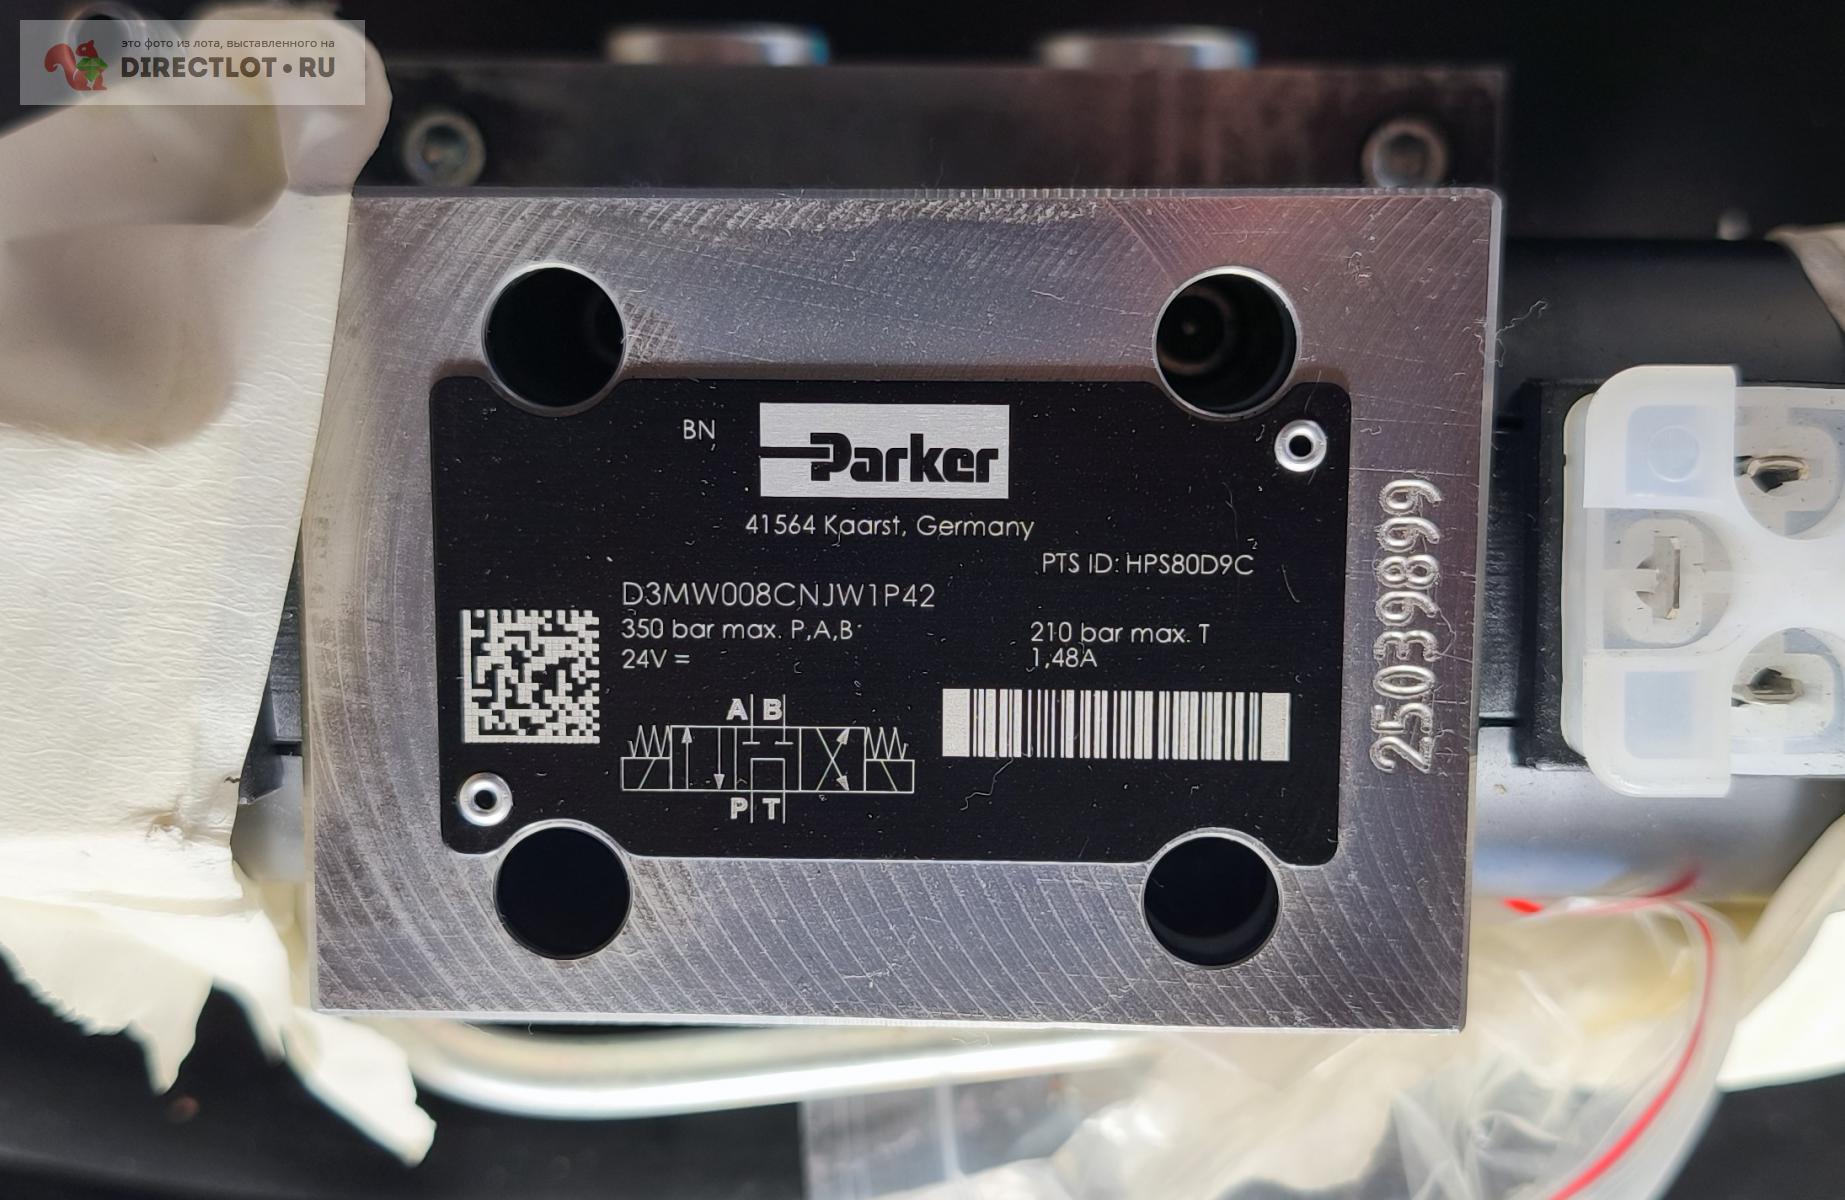 это фото из лота, выставленного на
DIRECTLOT•RU
BN
Parker
41564 Kaarst, Germany
PTS ID: HPS80D9C
D3MW008CNJW1P42
350 bar max. P,A,B
210 bar max. T
24V =
1,48A
A B
P T
25039899